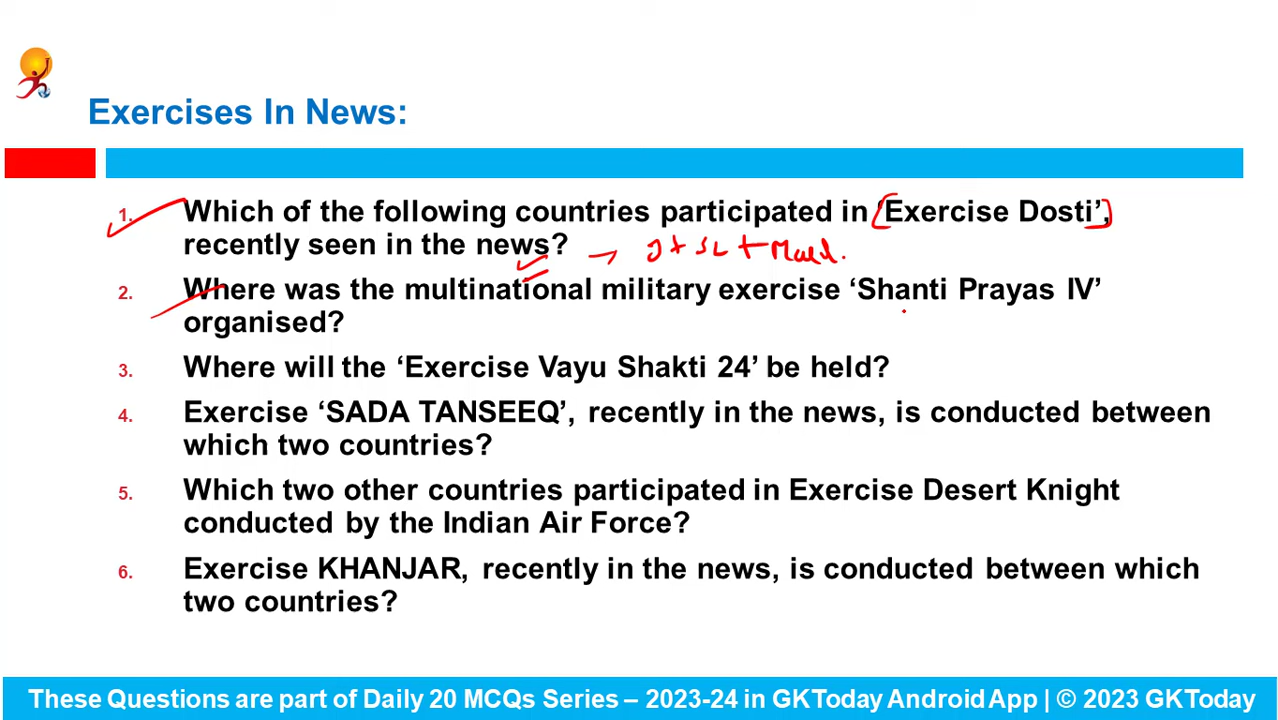 Exercises In News:
1. Which of the following countries participated in ‘Exercise Dosti’,
recently seen in the news?
→ I + SL + Mald.
2. Where was the multinational military exercise ‘Shanti Prayas IV’
organised?
3. Where will the ‘Exercise Vayu Shakti 24’ be held?
4. Exercise ‘SADA TANSEEQ’, recently in the news, is conducted between
which two countries?
5. Which two other countries participated in Exercise Desert Knight
conducted by the Indian Air Force?
6. Exercise KHANJAR, recently in the news, is conducted between which
two countries?
These Questions are part of Daily 20 MCQs Series – 2023-24 in GKToday Android App | © 2023 GKToday